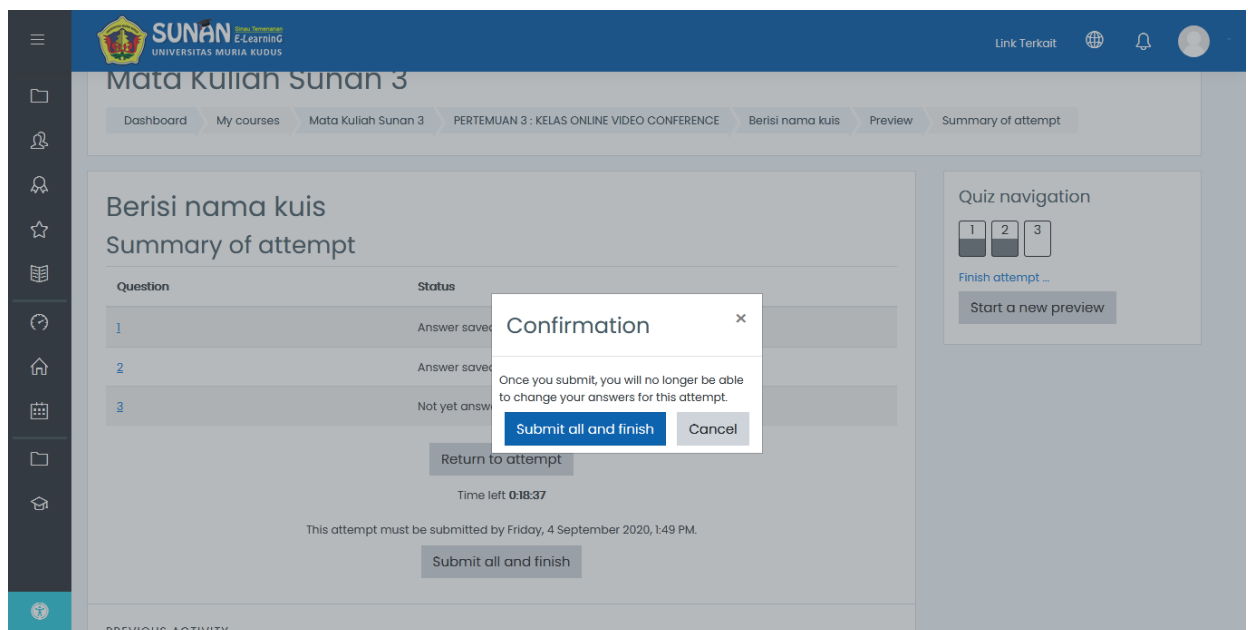 SUNAN Sinau Temenanan
E-Learning
UNIVERSITAS MURIA KUDUS
Link Terkait
Mata Kuliah Sunan 3
Dashboard
My courses
Mata Kuliah Sunan 3
PERTEMUAN 3 : KELAS ONLINE VIDEO CONFERENCE
Berisi nama kuis
Preview
Summary of attempt
Berisi nama kuis
Summary of attempt
Question
Status
1
Answer saved
2
Answer saved
3
Not yet answ
Confirmation
×
Once you submit, you will no longer be able
to change your answers for this attempt.
Submit all and finish
Cancel
Return to attempt
Time left 0:18:37
This attempt must be submitted by Friday, 4 September 2020, 1:49 PM.
Submit all and finish
Quiz navigation
1 2 3
Finish attempt ...
Start a new preview
PREVIOUS ACTIVITY